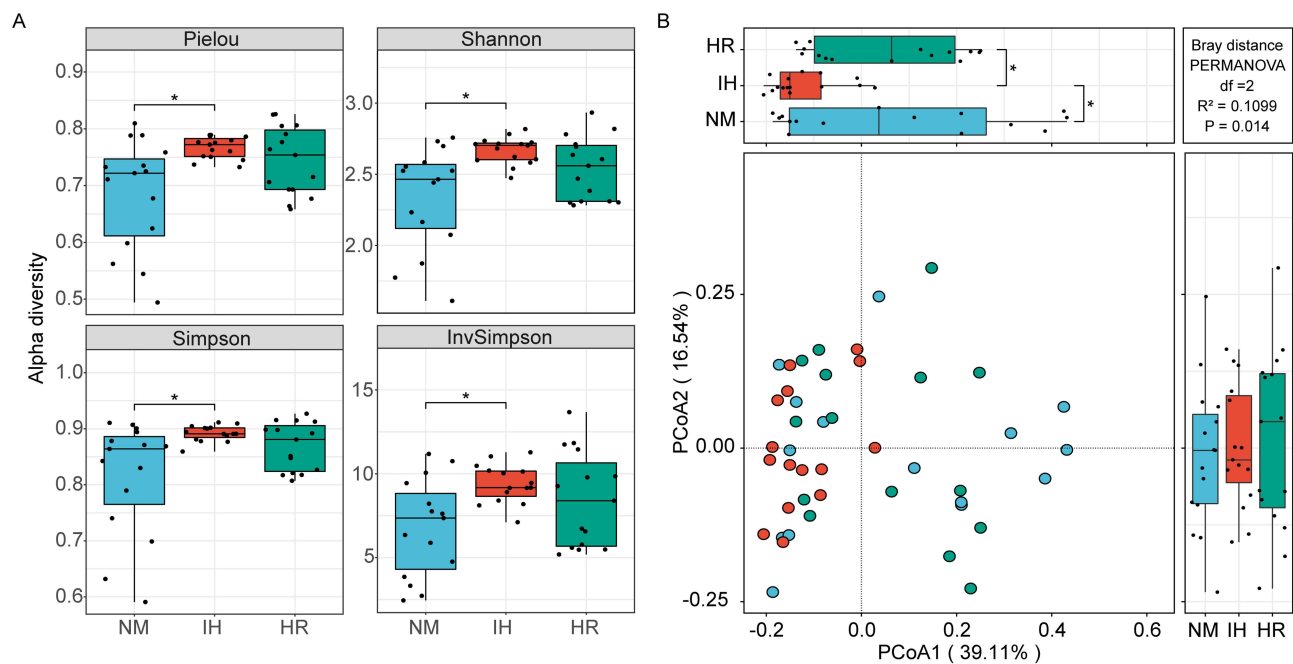 A
Pielou
Shannon
0.9
0.8
0.7
0.6
0.5
*
3.0
2.5
2.0
*
Alpha diversity
Simpson
InvSimpson
1.0
0.9
0.8
0.7
0.6
*
15
10
5
*
NM IH HR
NM IH HR
B
HR
IH
NM
*
*
Bray distance
PERMANOVA
df =2
R² = 0.1099
P = 0.014
PCoA2 ( 16.54% )
0.25
0.00
-0.25
-0.2 0.0 0.2 0.4 0.6
PCoA1 ( 39.11% )
NM IH HR